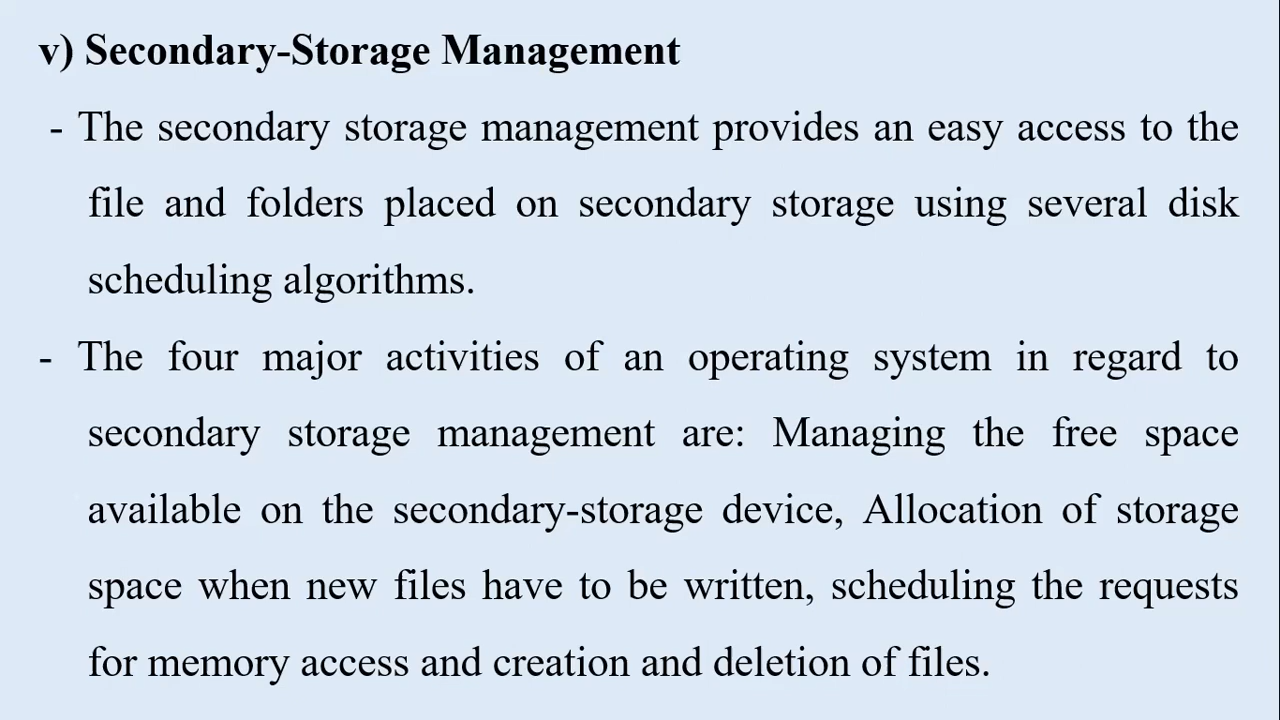 v) Secondary-Storage Management
- The secondary storage management provides an easy access to the
file and folders placed on secondary storage using several disk
scheduling algorithms.
- The four major activities of an operating system in regard to
secondary storage management are: Managing the free space
available on the secondary-storage device, Allocation of storage
space when new files have to be written, scheduling the requests
for memory access and creation and deletion of files.